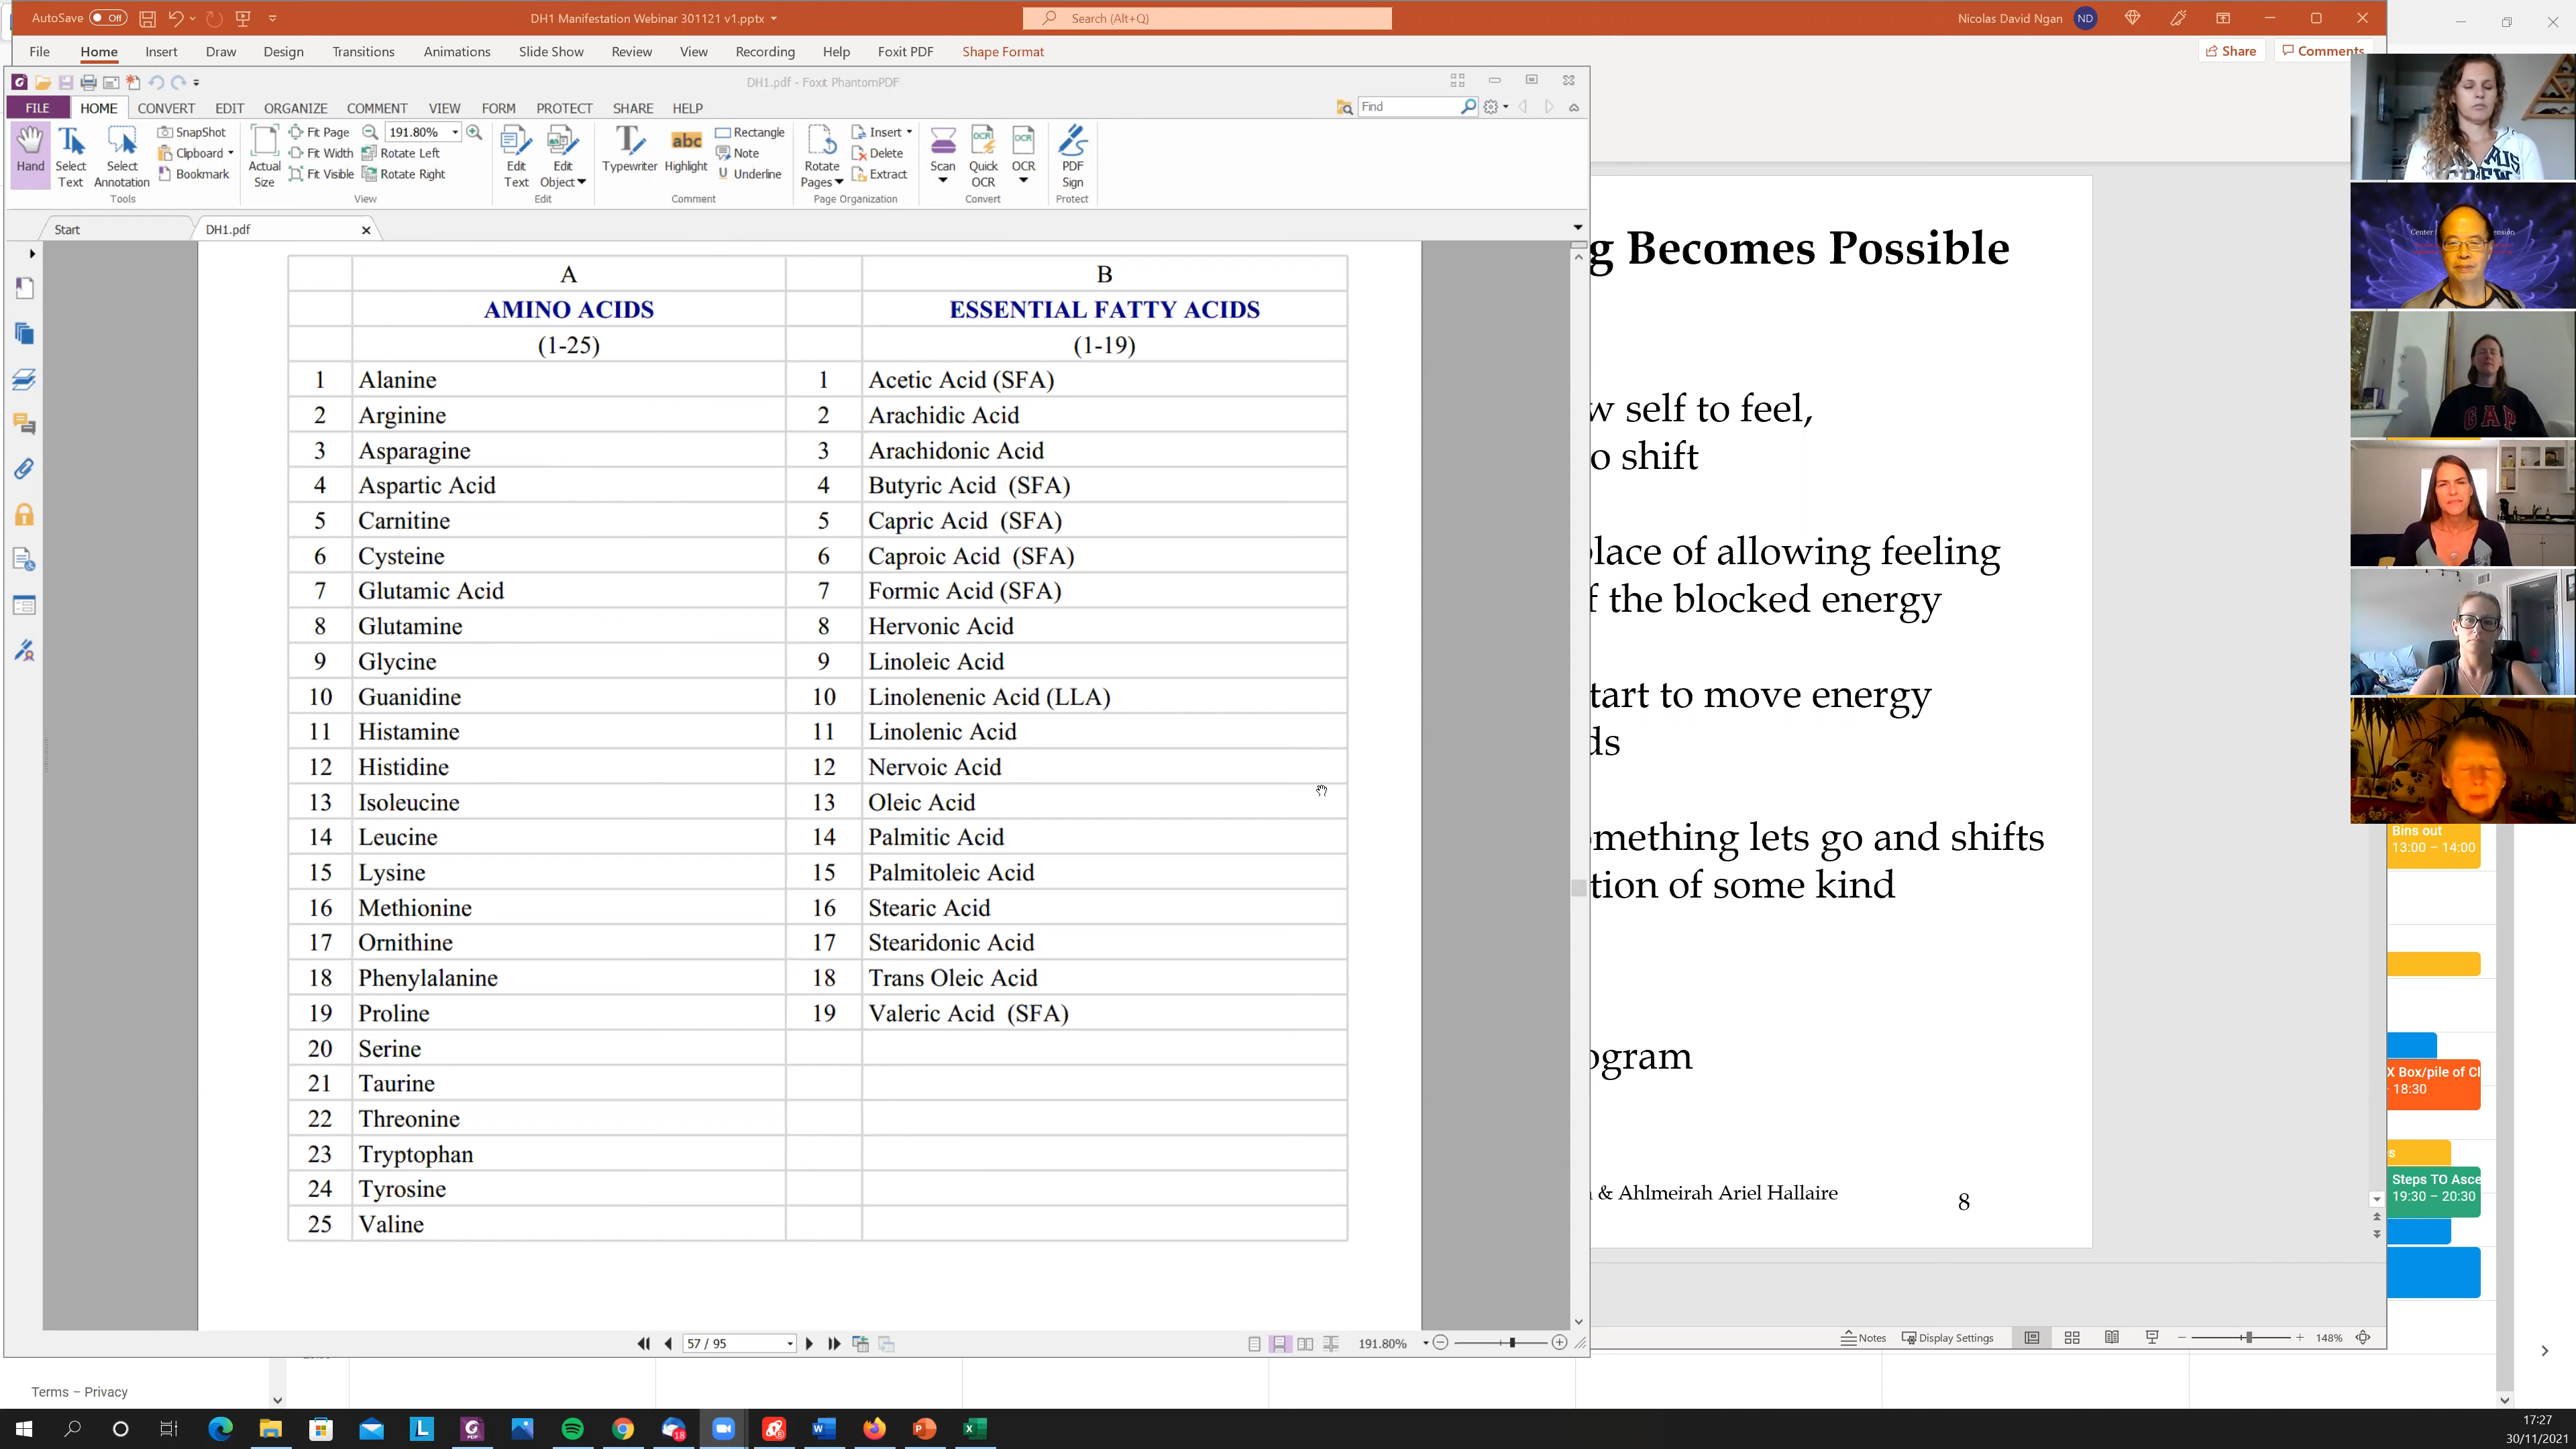 AutoSave Off
DH1 Manifestation Webinar 301121 v1.pptx
Search (Alt+Q)
Nicolas David Ngan ND
File Home Insert Draw Design Transitions Animations Slide Show Review View Recording Help Foxit PDF Shape Format
Share Comments
DH1.pdf - Foxit PhantomPDF
FILE HOME CONVERT EDIT ORGANIZE COMMENT VIEW FORM PROTECT SHARE HELP
Find
Hand
Select Text
Select Annotation
SnapShot
Clipboard
Bookmark
Tools
Actual Size
Fit Page
Fit Width
Fit Visible
191.80%
Rotate Left
Rotate Right
View
Edit Text
Edit Object
Edit
Typewriter
Highlight
Rectangle
Note
Underline
Comment
Rotate Pages
Insert
Delete
Extract
Page Organization
Scan
Quick OCR
OCR
Convert
PDF Sign
Protect
Start
DH1.pdf
A B
AMINO ACIDS ESSENTIAL FATTY ACIDS
(1-25) (1-19)
1 Alanine 1 Acetic Acid (SFA)
2 Arginine 2 Arachidic Acid
3 Asparagine 3 Arachidonic Acid
4 Aspartic Acid 4 Butyric Acid (SFA)
5 Carnitine 5 Capric Acid (SFA)
6 Cysteine 6 Caproic Acid (SFA)
7 Glutamic Acid 7 Formic Acid (SFA)
8 Glutamine 8 Hervonic Acid
9 Glycine 9 Linoleic Acid
10 Guanidine 10 Linolenenic Acid (LLA)
11 Histamine 11 Linolenic Acid
12 Histidine 12 Nervoic Acid
13 Isoleucine 13 Oleic Acid
14 Leucine 14 Palmitic Acid
15 Lysine 15 Palmitoleic Acid
16 Methionine 16 Stearic Acid
17 Ornithine 17 Stearidonic Acid
18 Phenylalanine 18 Trans Oleic Acid
19 Proline 19 Valeric Acid (SFA)
20 Serine
21 Taurine
22 Threonine
23 Tryptophan
24 Tyrosine
25 Valine
57 / 95
191.80%
g Becomes Possible
w self to feel,
o shift
lace of allowing feeling
f the blocked energy
tart to move energy
ds
mething lets go and shifts
tion of some kind
ogram
& Ahlmeirah Ariel Hallaire
8
Notes Display Settings
148%
Center
GAP
Bins out
13:00 – 14:00
X Box/pile of Cl
18:30
s
Steps TO Asce
19:30 – 20:30
Terms – Privacy
18
17:27
30/11/2021